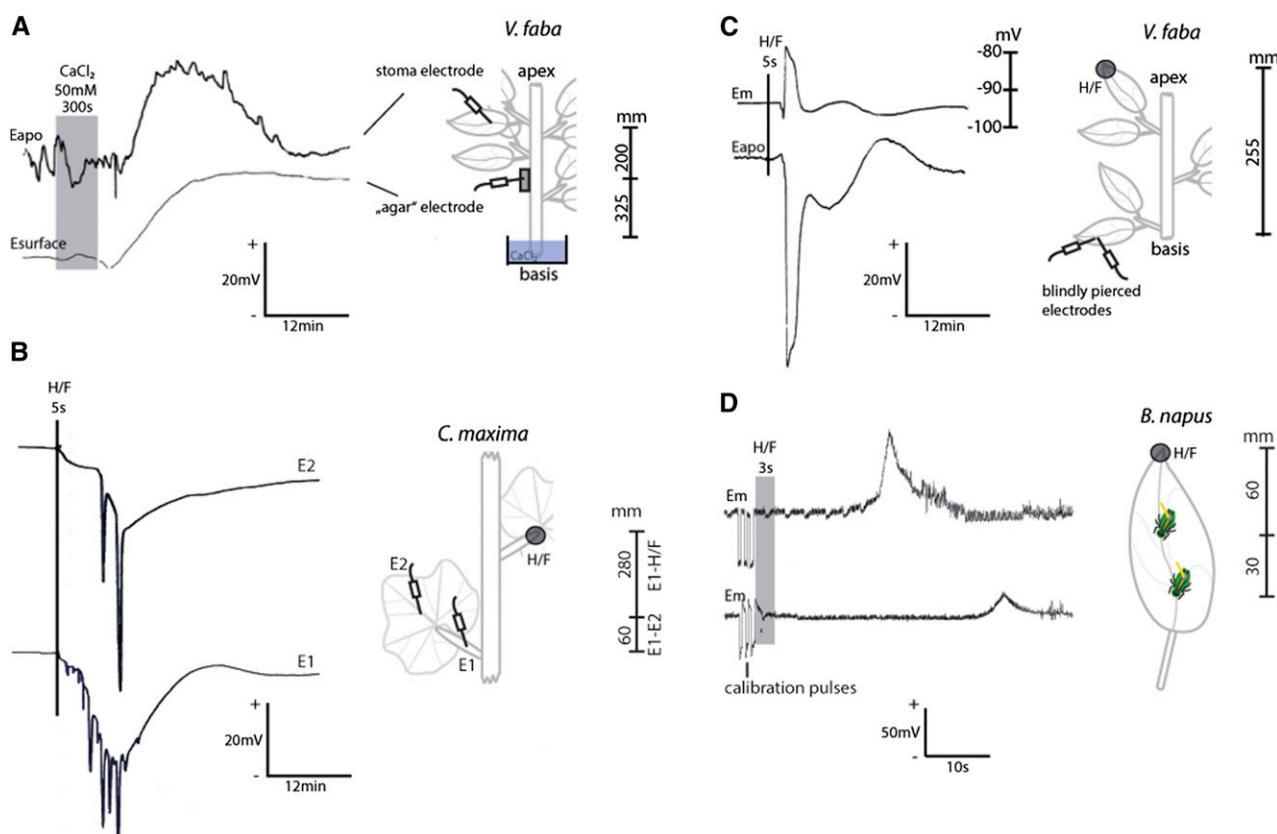 A
V. faba
CaCl₂
50mM
300s
stoma electrode
apex
Eapo
mm
200
325
„agar“ electrode
Esurface
+
20mV
-
12min
CaCl₂
basis
B
H/F
5s
C. maxima
E2
E1
E2
E1
H/F
mm
280
E1-H/F
60
E1-E2
+
20mV
-
12min
C
H/F
5s
mV
-80
-90
-100
V. faba
Em
Eapo
H/F
apex
mm
255
basis
blindly pierced
electrodes
+
20mV
-
12min
D
H/F
3s
B. napus
Em
Em
H/F
mm
60
30
calibration pulses
+
50mV
-
10s